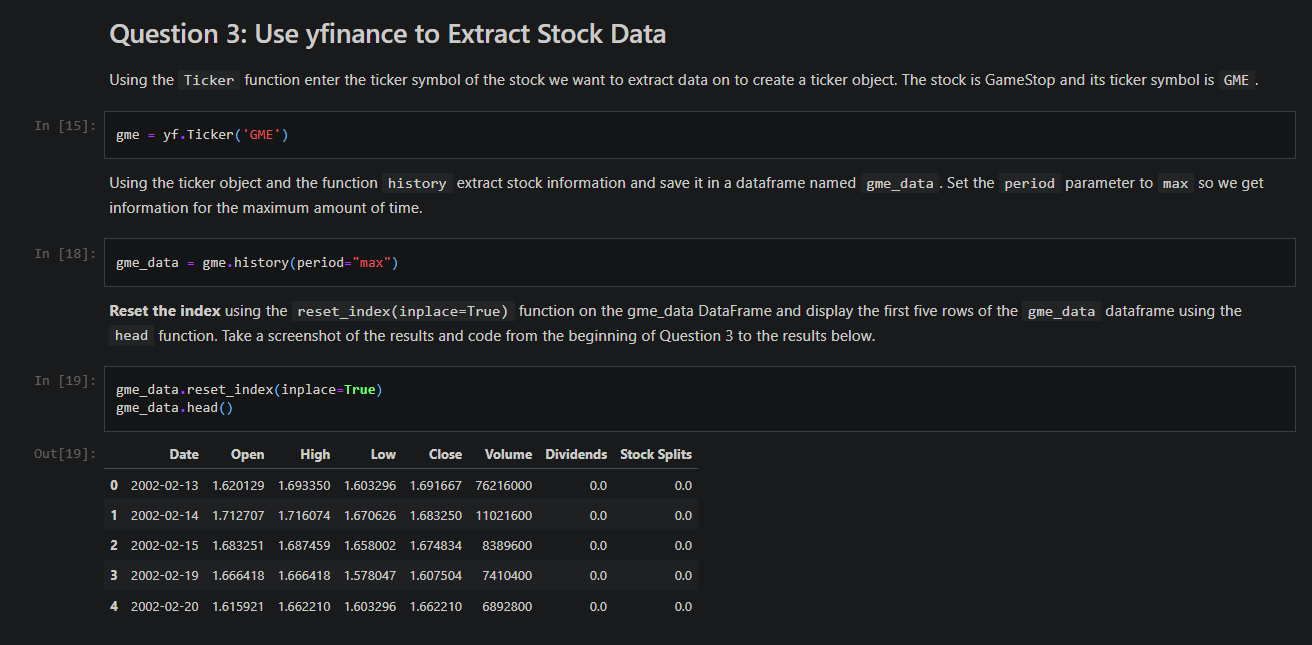 Question 3: Use yfinance to Extract Stock Data
Using the Ticker function enter the ticker symbol of the stock we want to extract data on to create a ticker object. The stock is GameStop and its ticker symbol is GME .
In [15]: gme = yf.Ticker('GME')
Using the ticker object and the function history extract stock information and save it in a dataframe named gme_data . Set the period parameter to max so we get
information for the maximum amount of time.
In [18]: gme_data = gme.history(period="max")
Reset the index using the reset_index(inplace=True) function on the gme_data DataFrame and display the first five rows of the gme_data dataframe using the
head function. Take a screenshot of the results and code from the beginning of Question 3 to the results below.
In [19]: gme_data.reset_index(inplace=True)
gme_data.head()
Out[19]: Date Open High Low Close Volume Dividends Stock Splits
0 2002-02-13 1.620129 1.693350 1.603296 1.691667 76216000 0.0 0.0
1 2002-02-14 1.712707 1.716074 1.670626 1.683250 11021600 0.0 0.0
2 2002-02-15 1.683251 1.687459 1.658002 1.674834 8389600 0.0 0.0
3 2002-02-19 1.666418 1.666418 1.578047 1.607504 7410400 0.0 0.0
4 2002-02-20 1.615921 1.662210 1.603296 1.662210 6892800 0.0 0.0